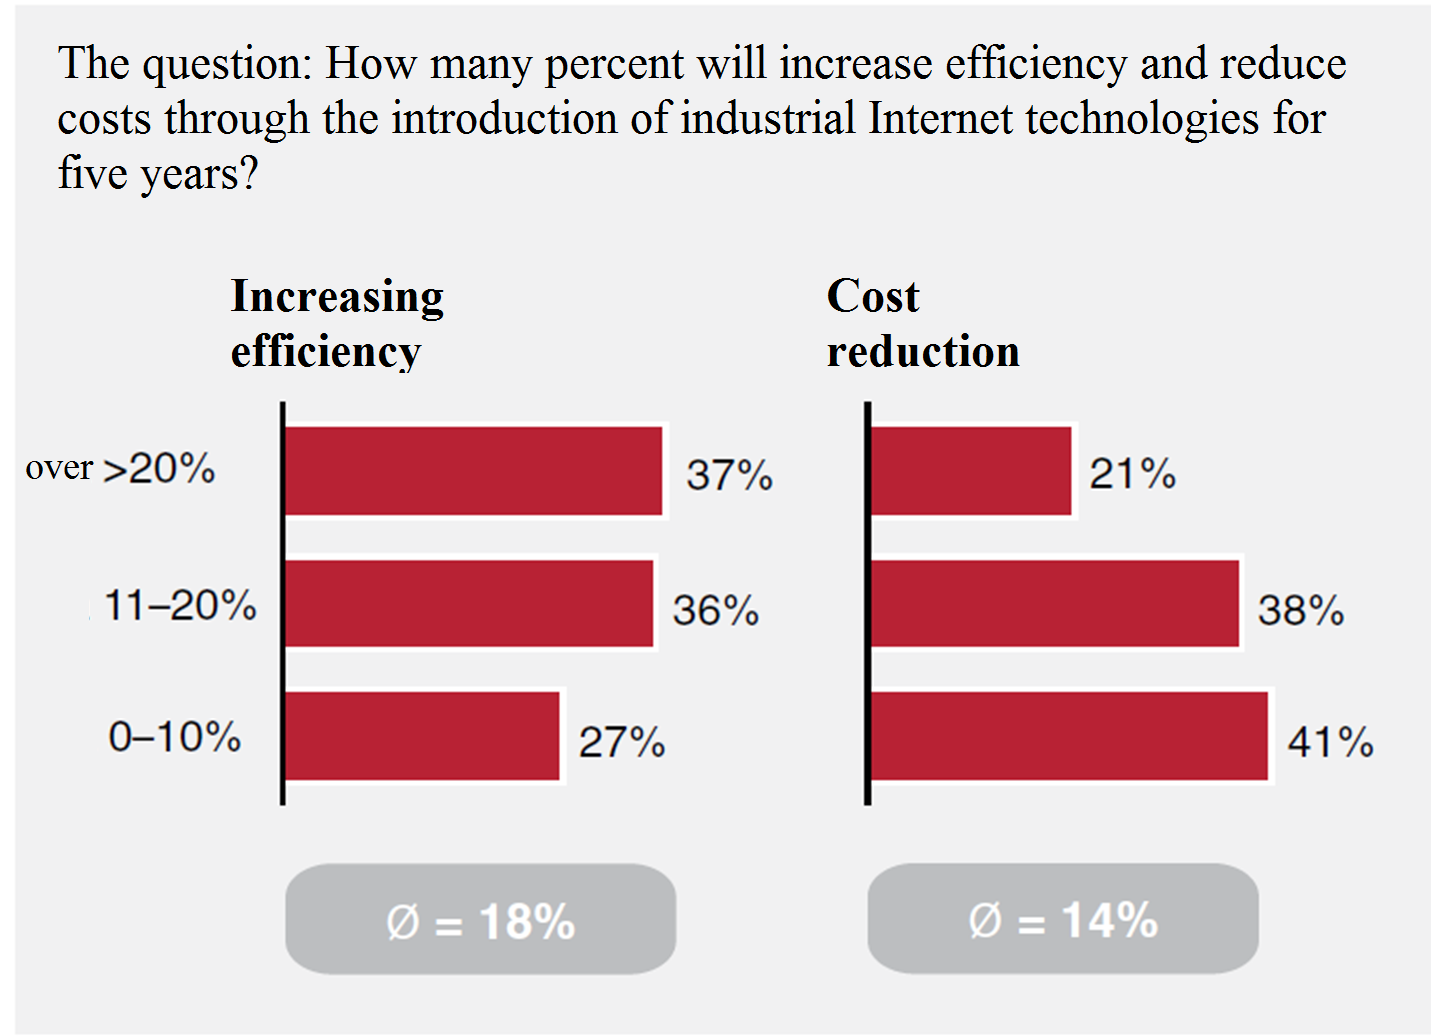 The question: How many percent will increase efficiency and reduce
costs through the introduction of industrial Internet technologies for
five years?
Increasing
efficiency
Cost
reduction
over >20%
37%
21%
11–20%
36%
38%
0–10%
27%
41%
Ø = 18%
Ø = 14%